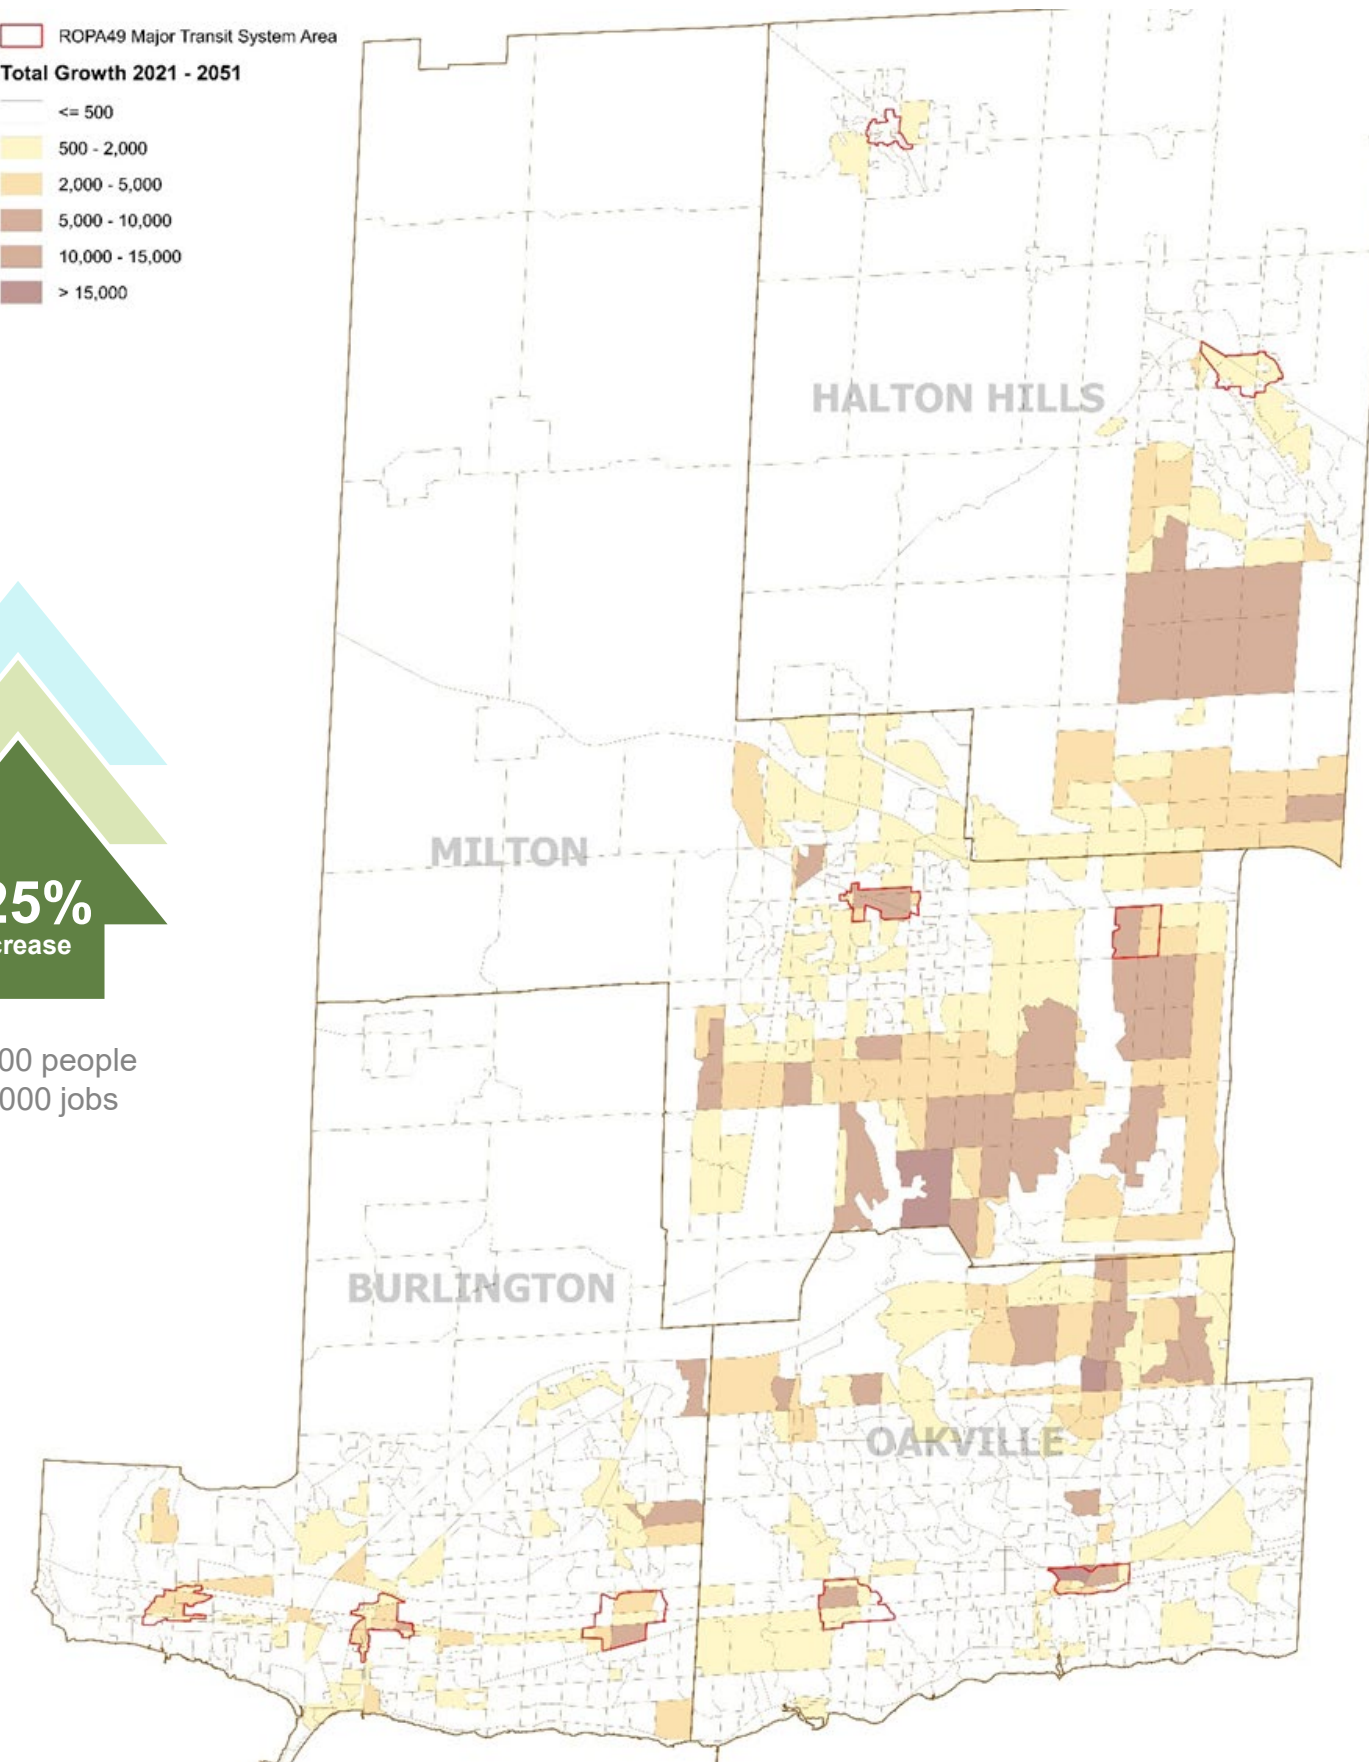 ROPA49 Major Transit System Area
Total Growth 2021 - 2051
<= 500
500 - 2,000
2,000 - 5,000
5,000 - 10,000
10,000 - 15,000
> 15,000
HALTON HILLS
MILTON
25%
crease
00 people
000 jobs
BURLINGTON
OAKVILLE